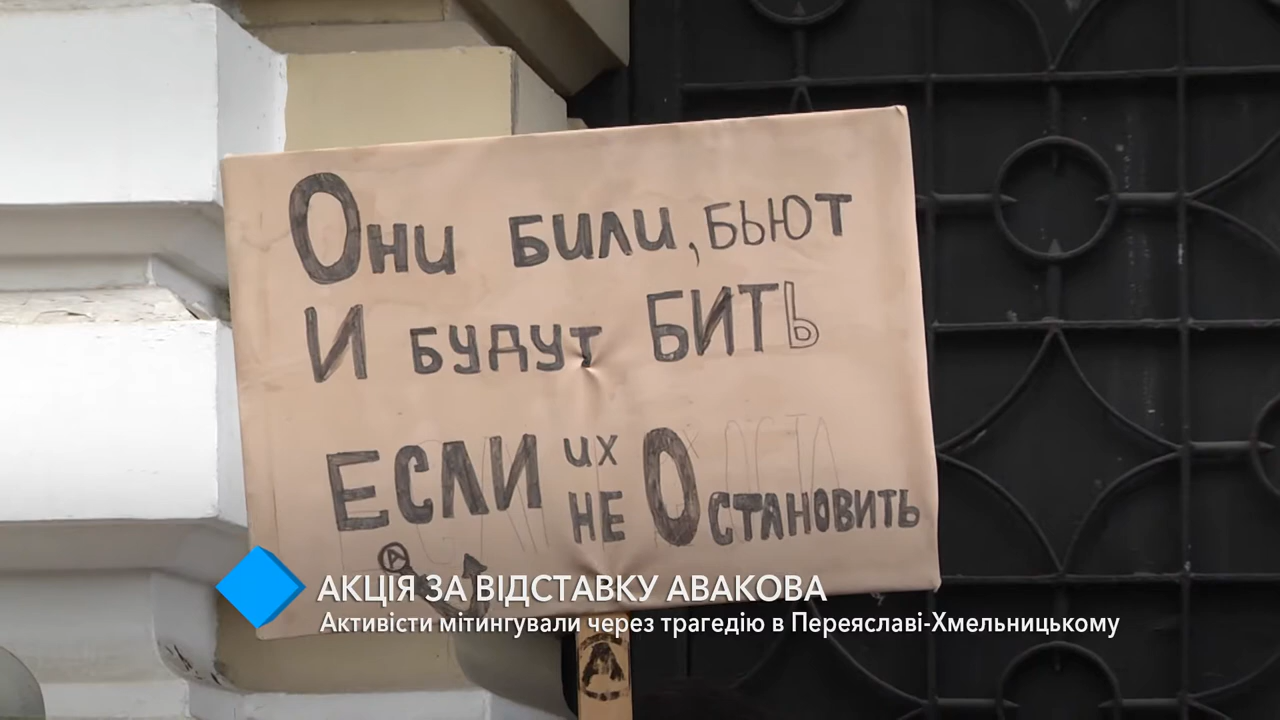 Они били, бьют
и будут бить
если их
не остановить
А
АКЦІЯ ЗА ВІДСТАВКУ АВАКОВА
Активісти мітингували через трагедію в Переяславі-Хмельницькому
А